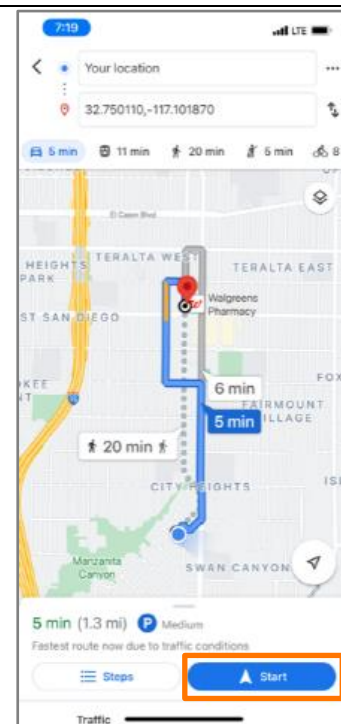 7:19
LTE
Your location
32.750110,-117.101870
5 min
11 min
20 min
5 min
8
El Cajon Blvd
HEIGHTS
PARK
TERALTA WEST
TERALTA EAST
Walgreens
Pharmacy
ST SAN DIEGO
6 min
FAIRMOUNT
VILLAGE
5 min
20 min
CITY HEIGHTS
Manzanita
Canyon
SWAN CANYON
5 min (1.3 mi) P Medium
Fastest route now due to traffic conditions
Steps
Start
Traffic